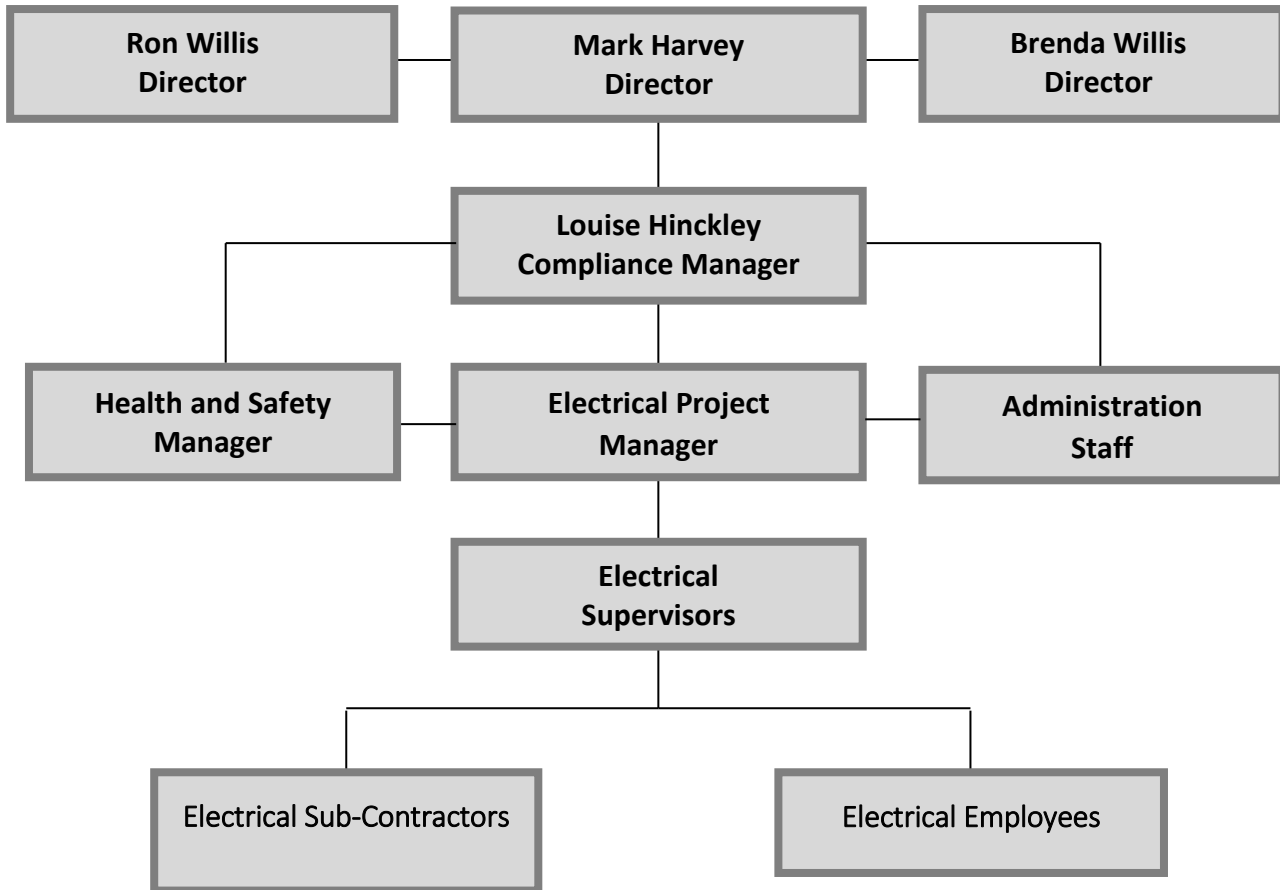 Ron Willis
Director
Mark Harvey
Director
Brenda Willis
Director
Louise Hinckley
Compliance Manager
Health and Safety
Manager
Electrical Project
Manager
Administration
Staff
Electrical
Supervisors
Electrical Sub-Contractors
Electrical Employees